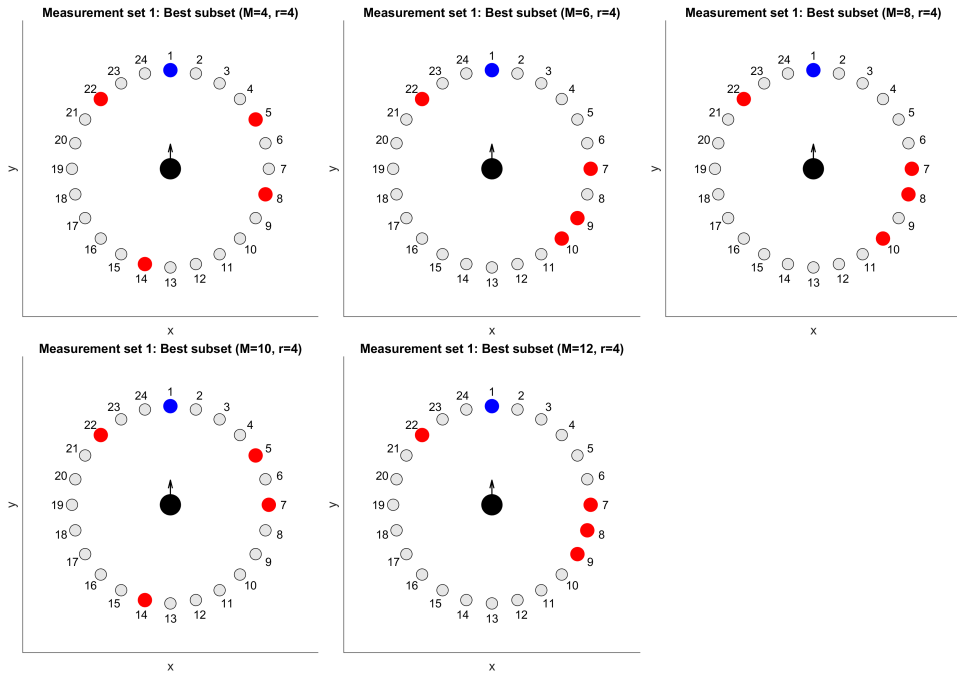 Measurement set 1: Best subset (M=4, r=4)
24 1 2
23 3
22 4
21 5
20 6
19 7
18 8
17 9
16 10
15 11
14 13 12
y
x
Measurement set 1: Best subset (M=6, r=4)
24 1 2
23 3
22 4
21 5
20 6
19 7
18 8
17 9
16 10
15 11
14 13 12
y
x
Measurement set 1: Best subset (M=8, r=4)
24 1 2
23 3
22 4
21 5
20 6
19 7
18 8
17 9
16 10
15 11
14 13 12
y
x
Measurement set 1: Best subset (M=10, r=4)
24 1 2
23 3
22 4
21 5
20 6
19 7
18 8
17 9
16 10
15 11
14 13 12
y
x
Measurement set 1: Best subset (M=12, r=4)
24 1 2
23 3
22 4
21 5
20 6
19 7
18 8
17 9
16 10
15 11
14 13 12
y
x